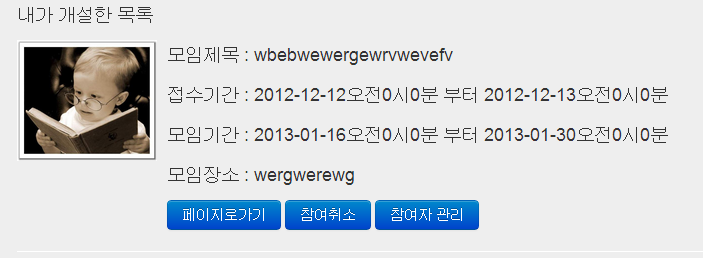 내가 개설한 목록
모임제목 : wbebwewergewrvwevefv
접수기간 : 2012-12-12오전0시0분 부터 2012-12-13오전0시0분
모임기간 : 2013-01-16오전0시0분 부터 2013-01-30오전0시0분
모임장소 : wergwerewg
페이지로가기 참여취소 참여자 관리